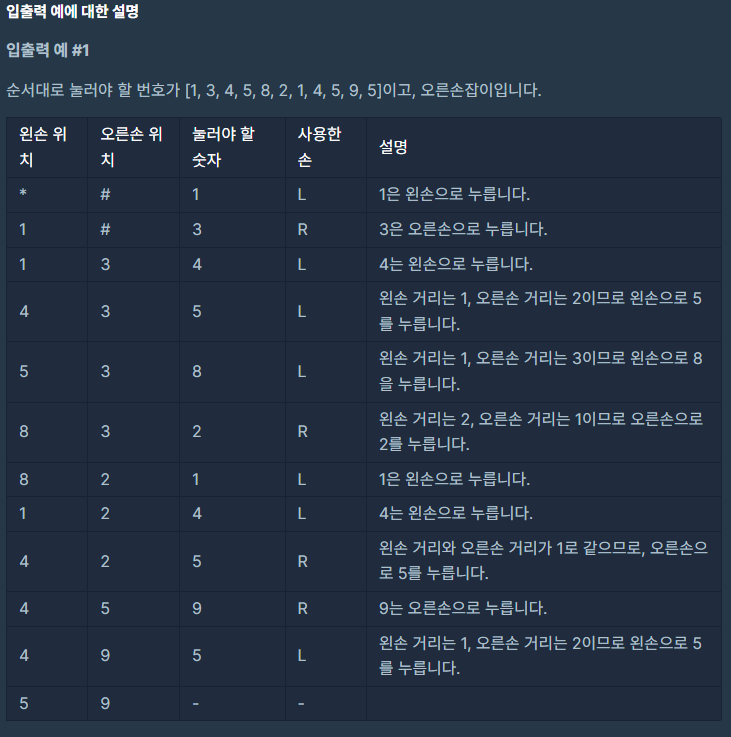 입출력 예에 대한 설명
입출력 예 #1
순서대로 눌러야 할 번호가 [1, 3, 4, 5, 8, 2, 1, 4, 5, 9, 5]이고, 오른손잡이입니다.
왼손 위치 오른손 위치 눌러야 할 숫자 사용한 손 설명
* # 1 L 1은 왼손으로 누릅니다.
1 # 3 R 3은 오른손으로 누릅니다.
1 3 4 L 4는 왼손으로 누릅니다.
4 3 5 L 왼손 거리는 1, 오른손 거리는 2이므로 왼손으로 5를 누릅니다.
5 3 8 L 왼손 거리는 1, 오른손 거리는 3이므로 왼손으로 8을 누릅니다.
8 3 2 R 왼손 거리는 2, 오른손 거리는 1이므로 오른손으로 2를 누릅니다.
8 2 1 L 1은 왼손으로 누릅니다.
1 2 4 L 4는 왼손으로 누릅니다.
4 2 5 R 왼손 거리와 오른손 거리가 1로 같으므로, 오른손으로 5를 누릅니다.
4 5 9 R 9는 오른손으로 누릅니다.
4 9 5 L 왼손 거리는 1, 오른손 거리는 2이므로 왼손으로 5를 누릅니다.
5 9 - -